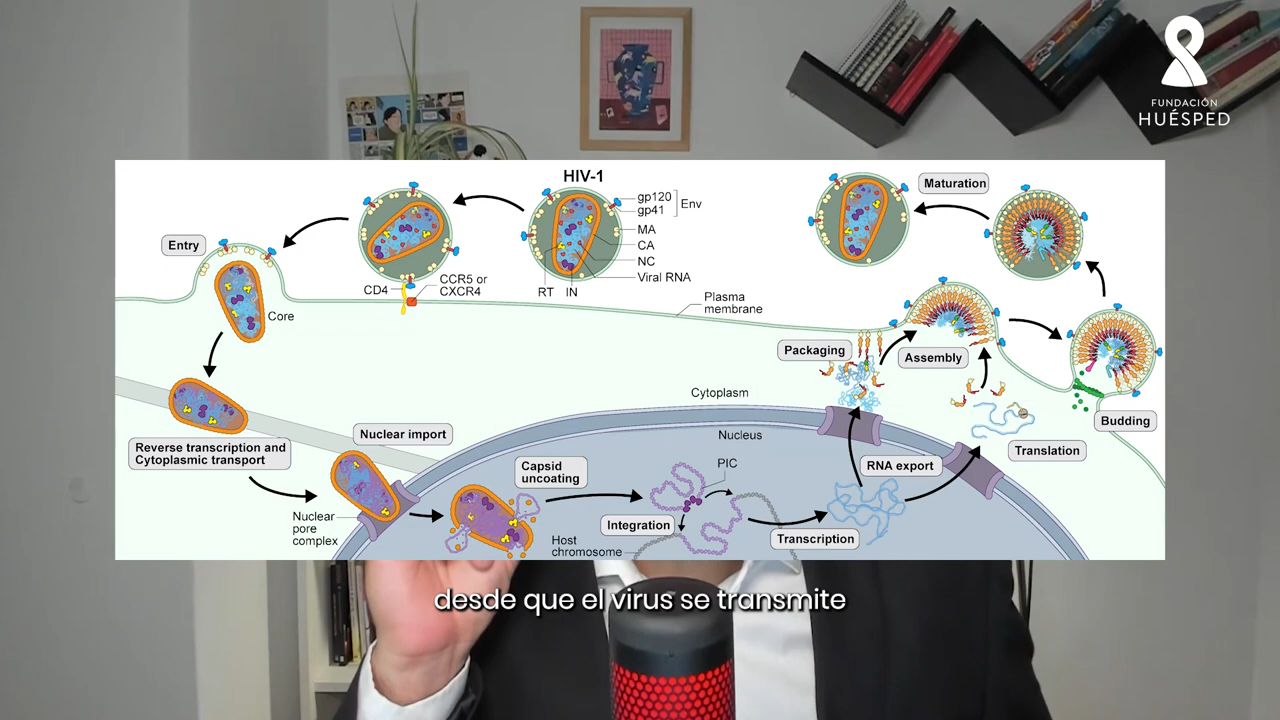 FUNDACIÓN
HUÉSPED
HIV-1
gp120
gp41
Env
MA
CA
NC
Viral RNA
RT
IN
CD4
CCR5 or
CXCR4
Entry
Core
Plasma
membrane
Maturation
Packaging
Assembly
Budding
Cytoplasm
Nucleus
Reverse transcription and
Cytoplasmic transport
Nuclear import
Nuclear
pore
complex
Capsid
uncoating
PIC
Integration
Host
chromosome
Transcription
RNA export
Translation
desde que el virus se transmite